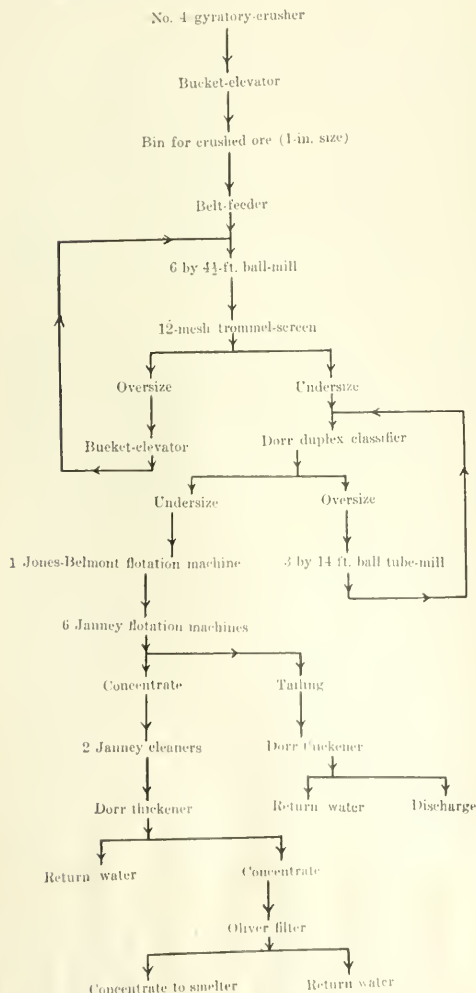 No. 4 gyratory-crusher
Bucket-elevator
Bin for crushed ore (1-in. size)
Belt-feeder
6 by 4½-ft. ball-mill
12-mesh trommel-screen
Oversize Undersize
Bucket-elevator Dorr duplex classifier
Undersize Oversize
1 Jones-Belmont flotation machine 3 by 14 ft. ball tube-mill
6 Janney flotation machines
Concentrate Tailing
2 Janney cleaners Dorr thickener
Dorr thickener Return water Discharge
Return water Concentrate
Oliver filter
Concentrate to smelter Return water